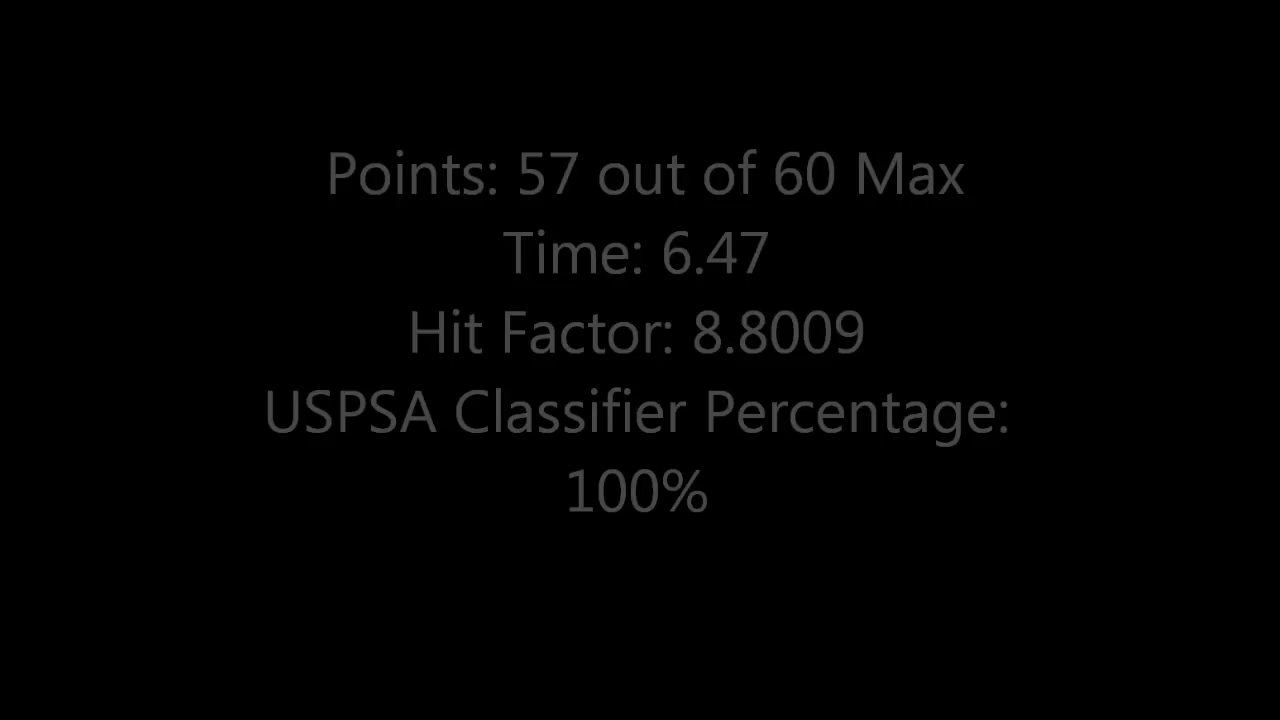 Points: 57 out of 60 Max
Time: 6.47
Hit Factor: 8.8009
USPSA Classifier Percentage:
100%